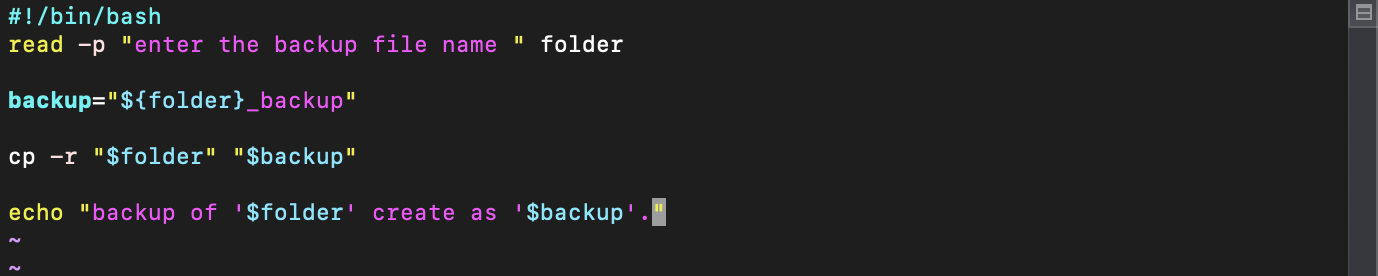 #!/bin/bash
read -p "enter the backup file name " folder
backup="${folder}_backup"
cp -r "$folder" "$backup"
echo "backup of '$folder' create as '$backup'."
~
~